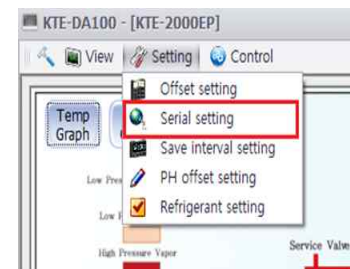 KTE-DA100 - [KTE-2000EP]
View Setting Control
Offset setting
Serial setting
Save interval setting
PH offset setting
Refrigerant setting
Temp
Graph
Low
Low
High Pressure Vapor
Service Valve